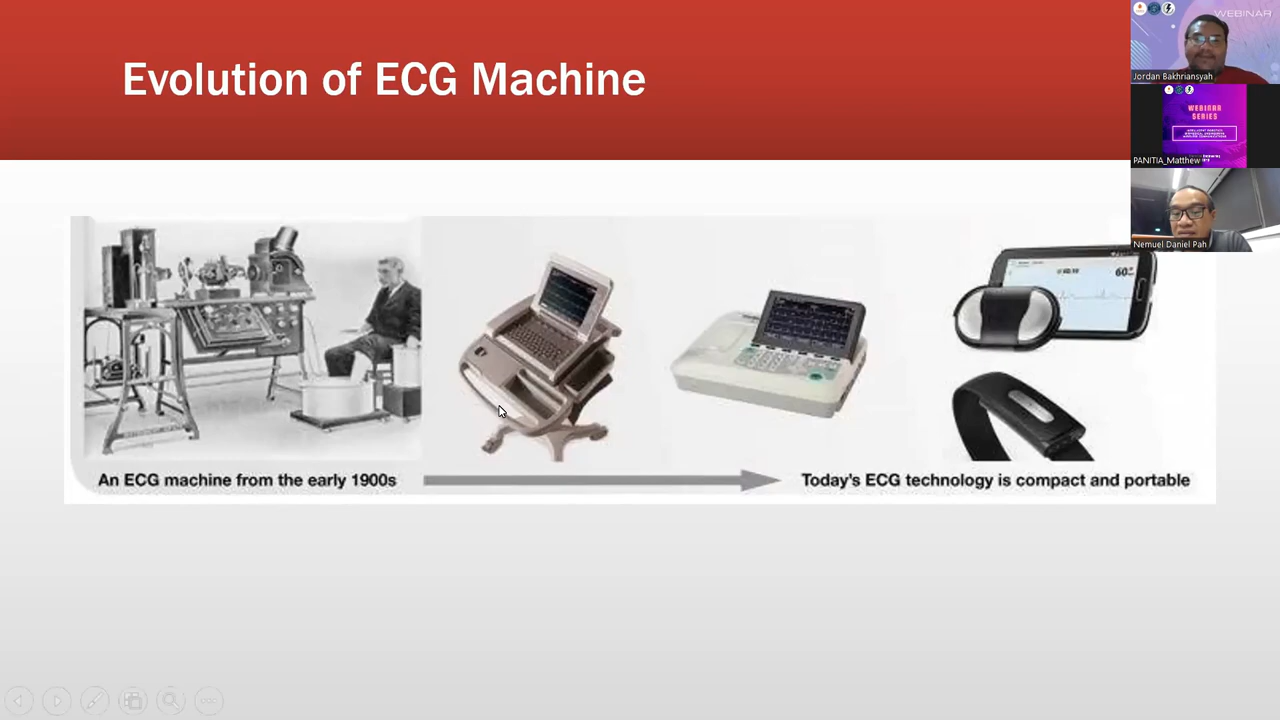 Evolution of ECG Machine
WEBINAR
Jordan Bakhriansyah
WEBINAR
SERIES
PANITIA_Matthew
Nemuel Daniel Pah
60
An ECG machine from the early 1900s
Today's ECG technology is compact and portable